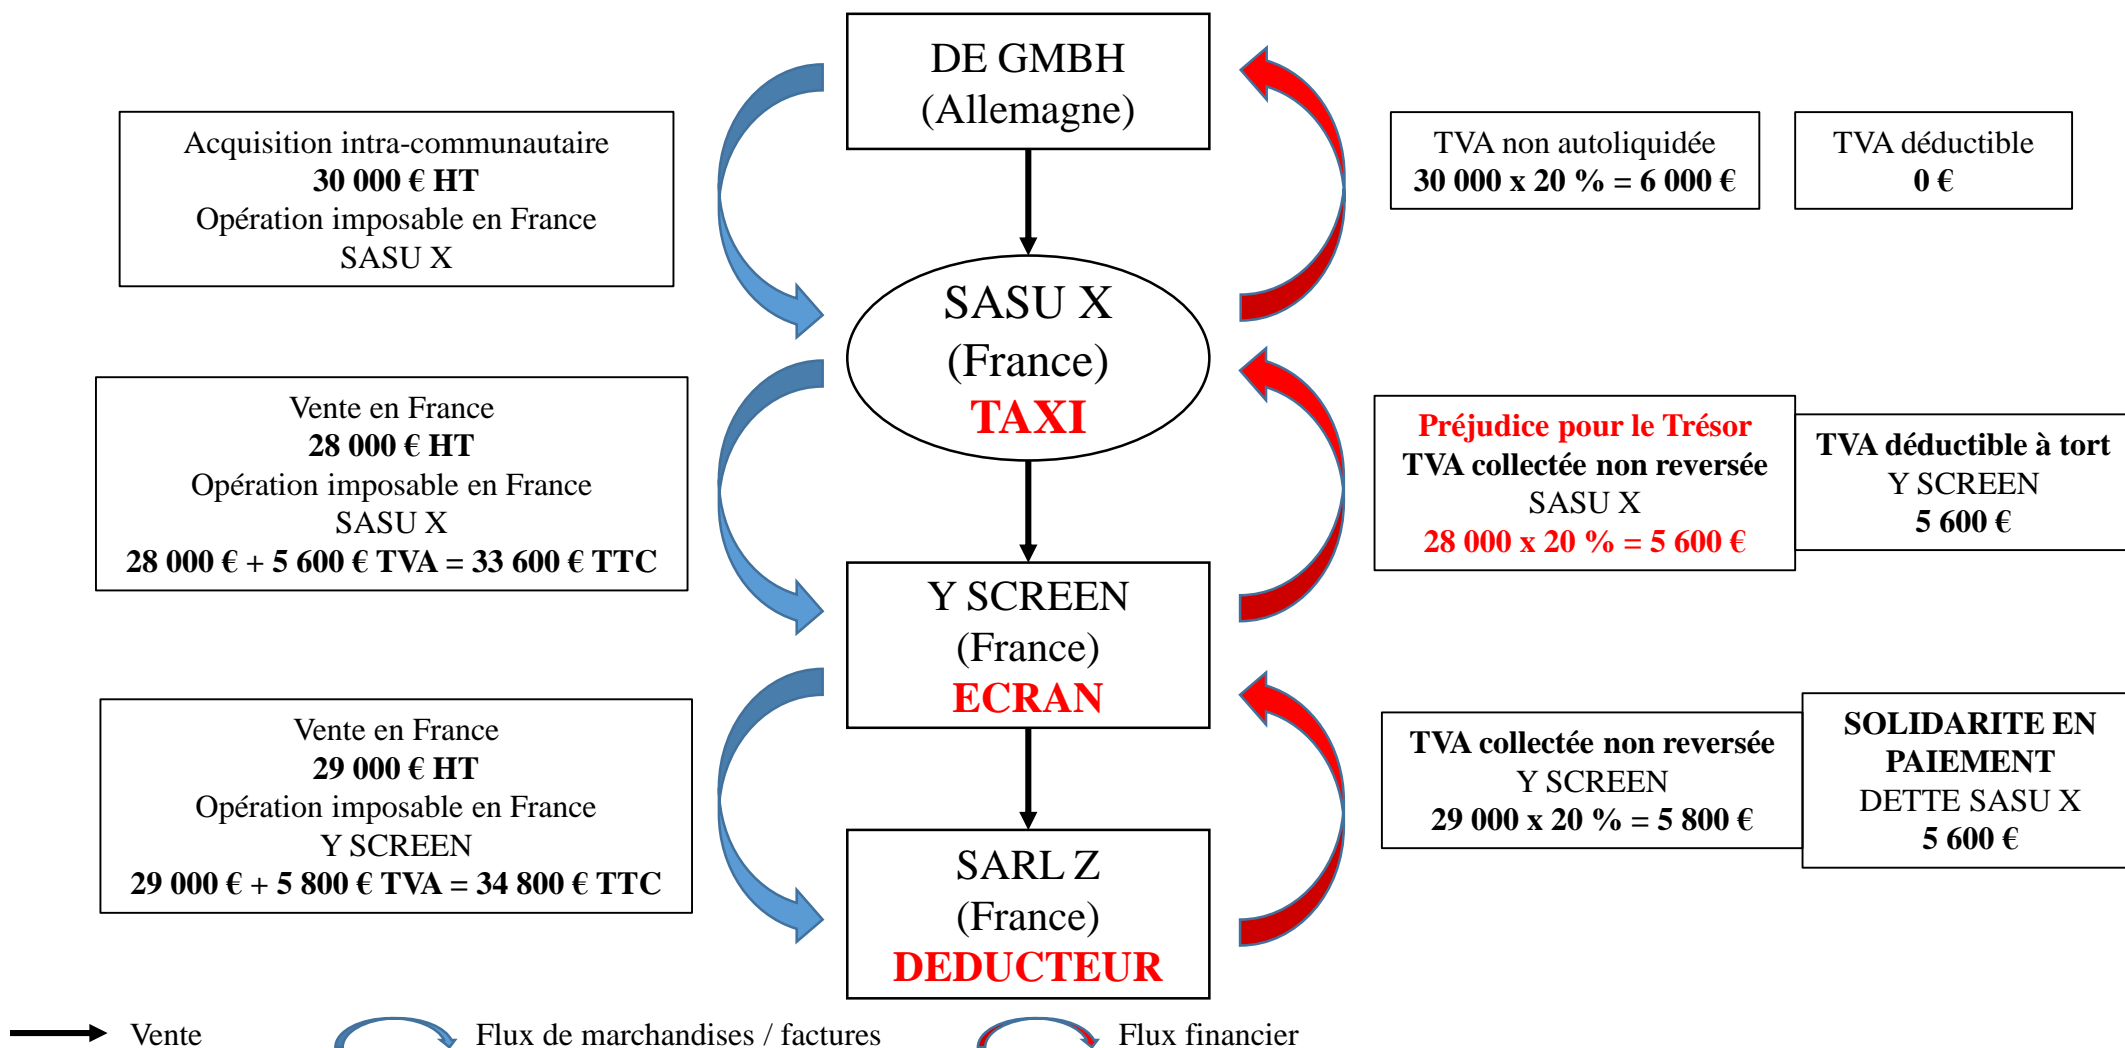 DE GMBH
(Allemagne)
Acquisition intra-communautaire
30 000 € HT
Opération imposable en France
SASU X
TVA non autoliquidée
30 000 x 20 % = 6 000 €
TVA déductible
0 €
SASU X
(France)
TAXI
Vente en France
28 000 € HT
Opération imposable en France
SASU X
28 000 € + 5 600 € TVA = 33 600 € TTC
Préjudice pour le Trésor
TVA collectée non reversée
SASU X
28 000 x 20 % = 5 600 €
TVA déductible à tort
Y SCREEN
5 600 €
Y SCREEN
(France)
ECRAN
Vente en France
29 000 € HT
Opération imposable en France
Y SCREEN
29 000 € + 5 800 € TVA = 34 800 € TTC
TVA collectée non reversée
Y SCREEN
29 000 x 20 % = 5 800 €
SOLIDARITE EN
PAIEMENT
DETTE SASU X
5 600 €
SARL Z
(France)
DEDUCTEUR
Vente
Flux de marchandises / factures
Flux financier